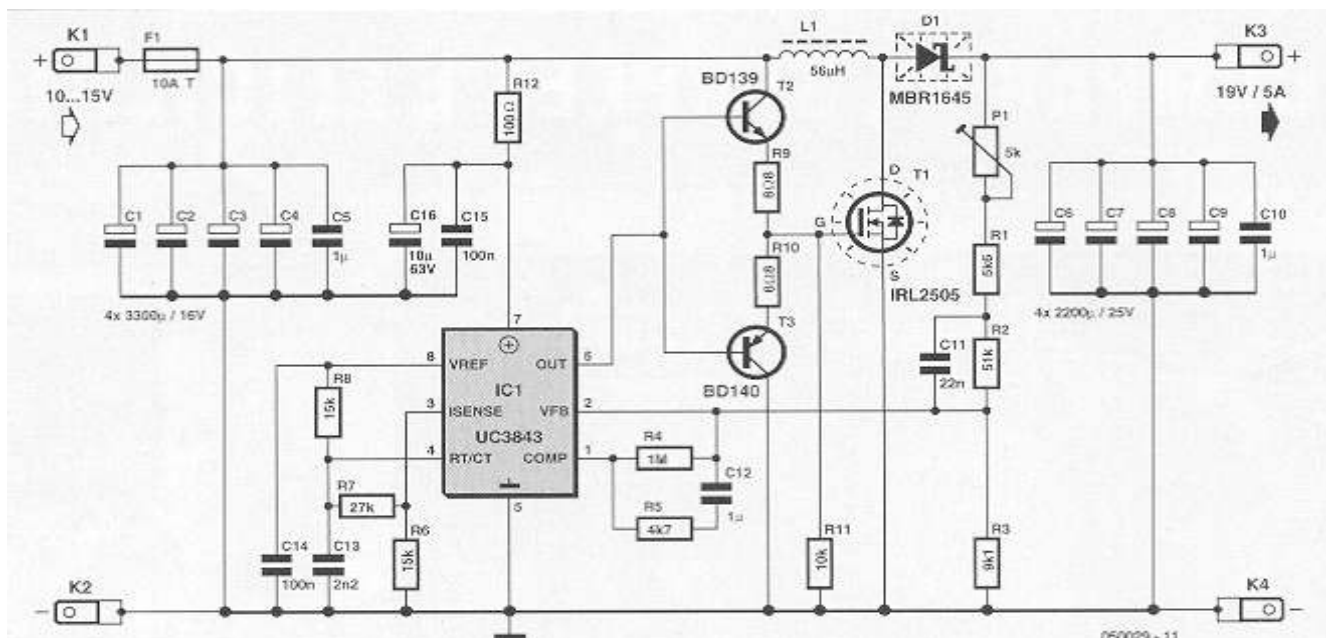 K1
+
F1
10A T
10...15V
R12
100Ω
L1
56µH
D1
MBR1645
K3
+
19V / 5A
BD139
T2
P1
5k
R9
8Ω8
D
T1
G
S
IRL2505
R10
8Ω8
T3
BD140
C1
C2
C3
C4
C5
1µ
4x 3300µ / 16V
C16
10µ
63V
C15
100n
R1
5k6
C6
C7
C8
C9
C10
1µ
4x 2200µ / 25V
C11
22n
R2
51k
7
8
VREF
OUT
6
IC1
3
ISENSE
VFB
2
UC3843
4
RT/CT
COMP
1
5
R8
15k
R7
27k
R6
15k
C14
100n
C13
2n2
R4
1M
C12
1µ
R5
4k7
R11
10k
R3
9k1
K2
-
K4
-
050029 - 11